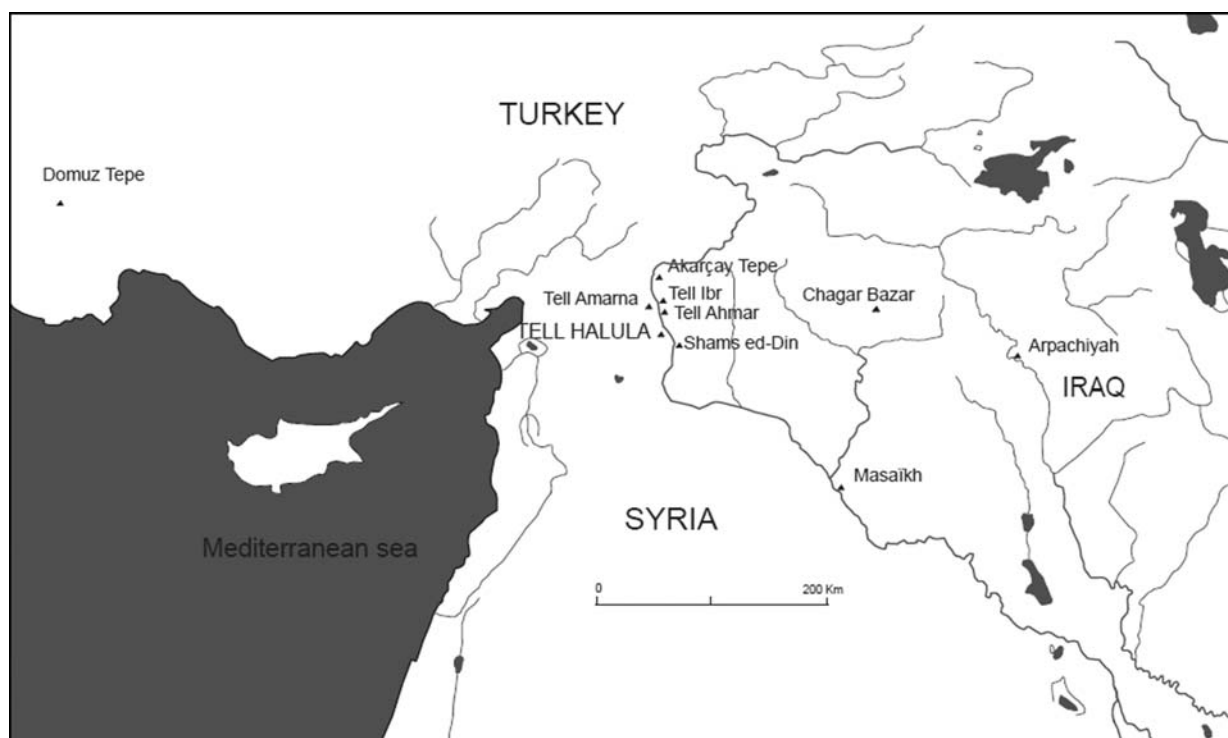 TURKEY
Domuz Tepe
Akarçay Tepe
Tell Ibr
Tell Amarna
Tell Ahmar
Chagar Bazar
TELL HALULA
Shams ed-Din
Arpachiyah
IRAQ
Masaïkh
SYRIA
Mediterranean sea
0 200 Km